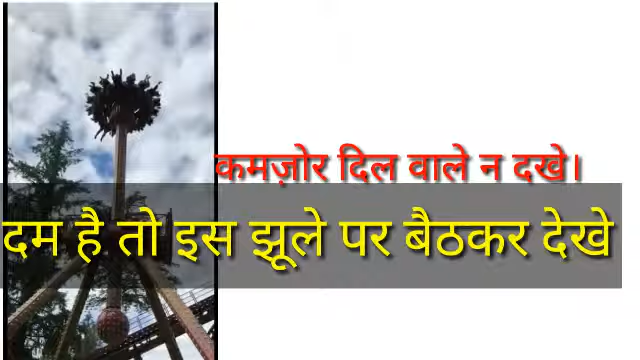 कमज़ोर दिल वाले न दखे।
दम है तो इस झूले पर बैठकर देखे